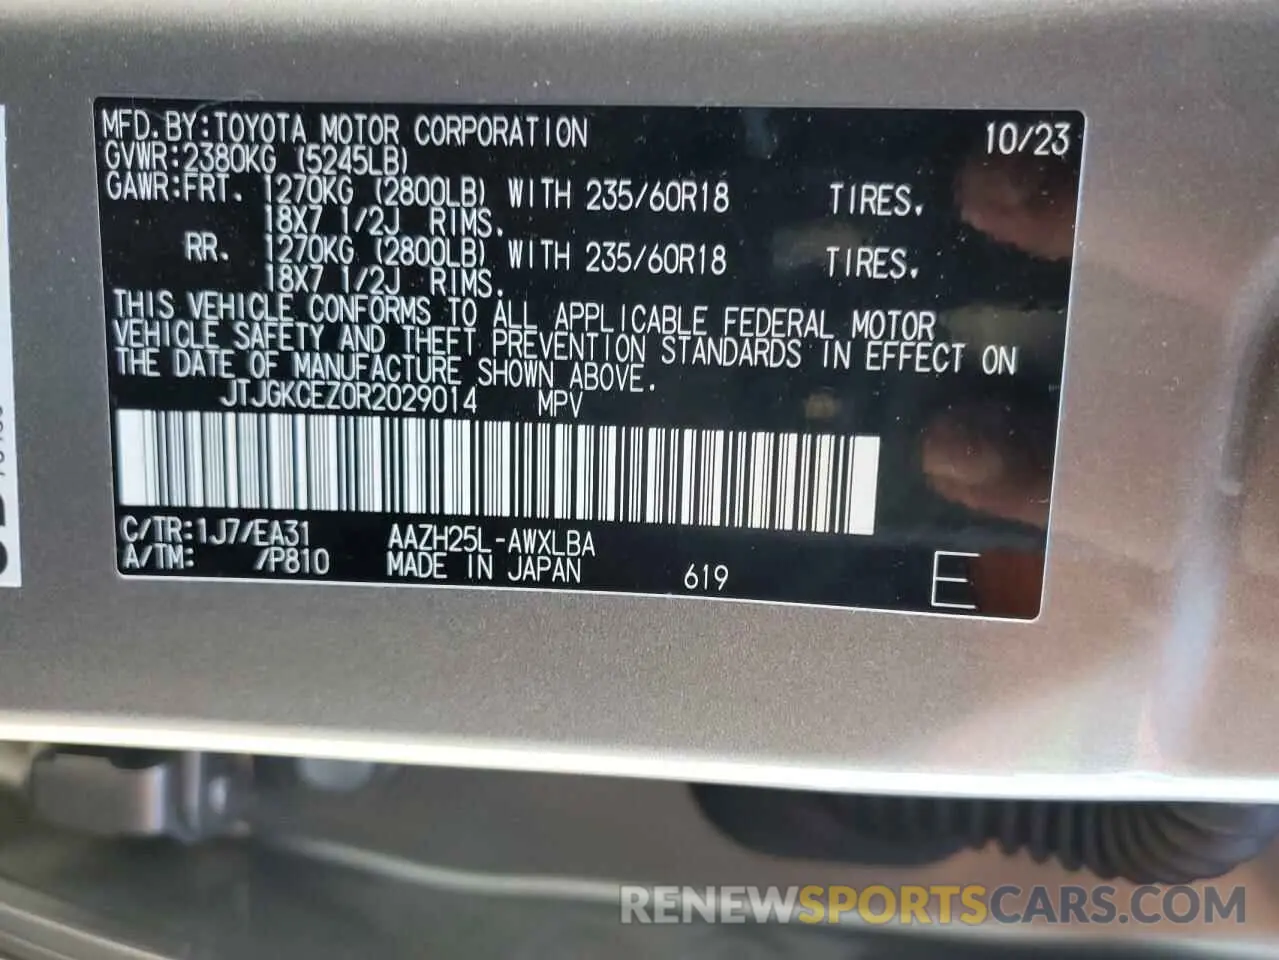 MFD. BY:TOYOTA MOTOR CORPORATION 10/23
GVWR:2380KG (5245LB)
GAWR:FRT. 1270KG (2800LB) WITH 235/60R18 TIRES.
18X7 1/2J RIMS.
RR. 1270KG (2800LB) WITH 235/60R18 TIRES.
18X7 1/2J RIMS.
THIS VEHICLE CONFORMS TO ALL APPLICABLE FEDERAL MOTOR
VEHICLE SAFETY AND THEFT PREVENTION STANDARDS IN EFFECT ON
THE DATE OF MANUFACTURE SHOWN ABOVE.
JTJGKCEZ0R2029014 MPV
C/TR:1J7/EA31 AAZH25L-AWXLBA
A/TM: /P810 MADE IN JAPAN 619 E
RENEWSPORTSCARS.COM